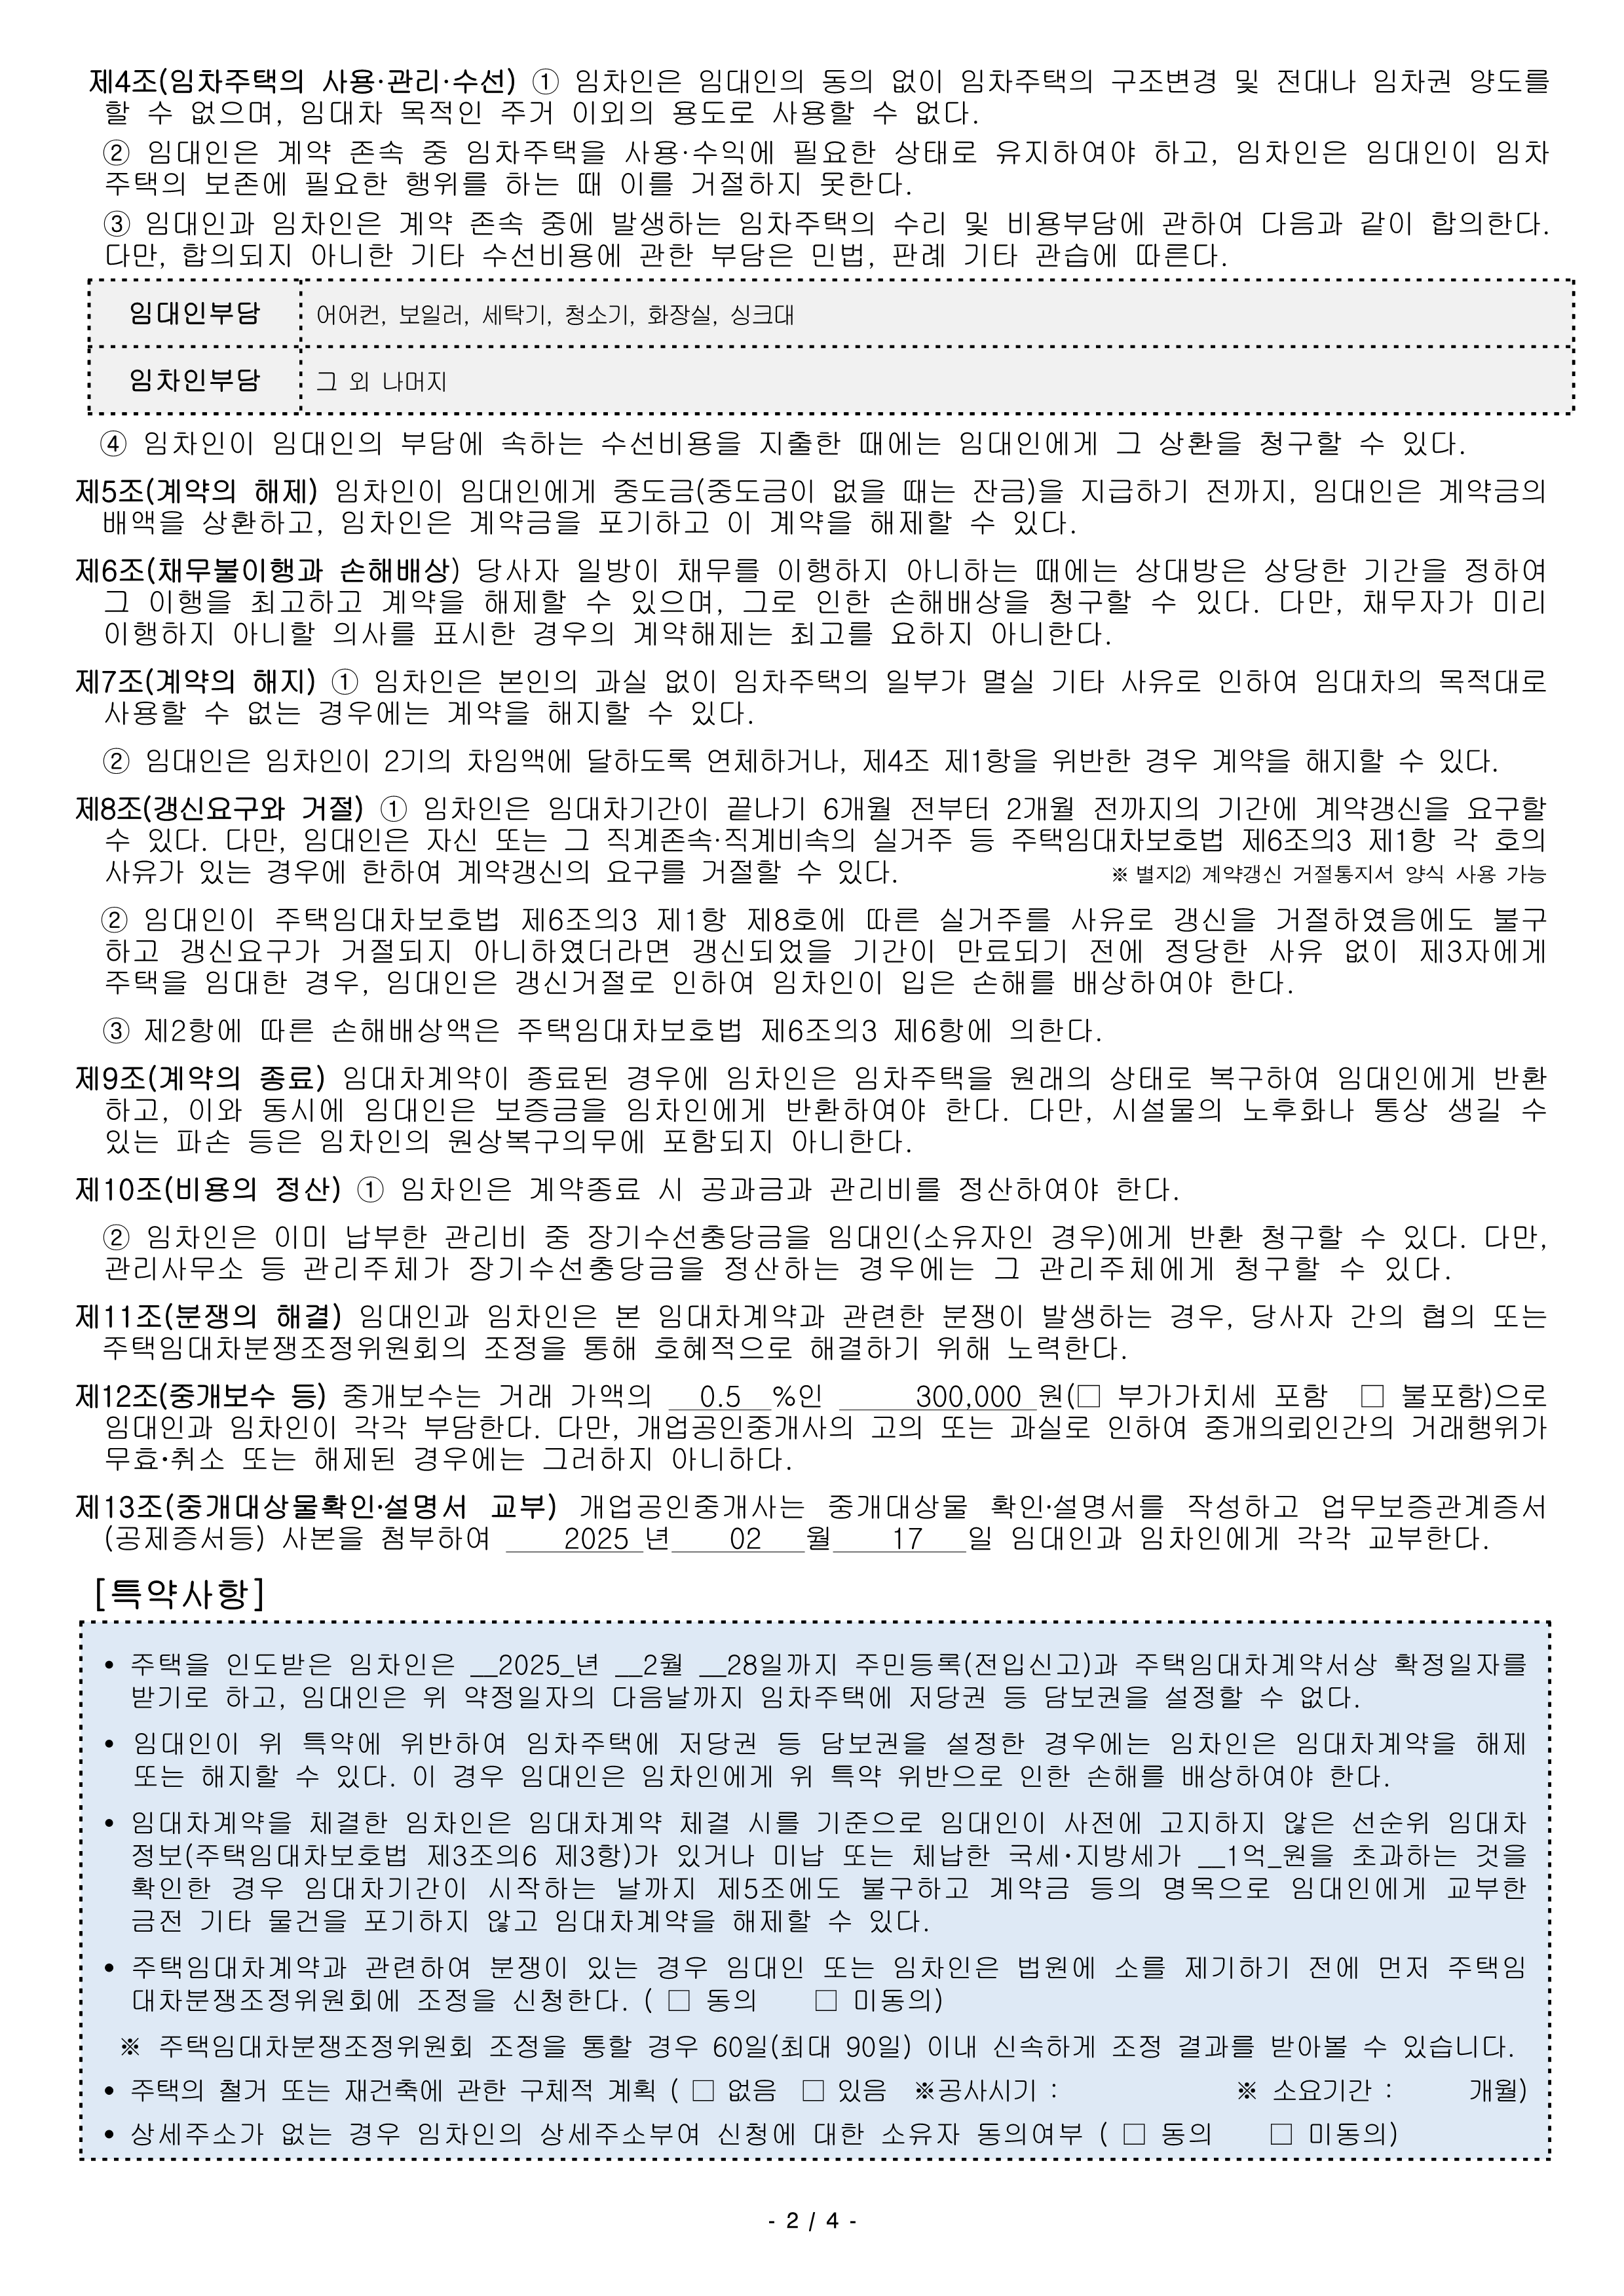 제4조(임차주택의 사용·관리·수선) ① 임차인은 임대인의 동의 없이 임차주택의 구조변경 및 전대나 임차권 양도를
할 수 없으며, 임대차 목적인 주거 이외의 용도로 사용할 수 없다.
② 임대인은 계약 존속 중 임차주택을 사용·수익에 필요한 상태로 유지하여야 하고, 임차인은 임대인이 임차
주택의 보존에 필요한 행위를 하는 때 이를 거절하지 못한다.
③ 임대인과 임차인은 계약 존속 중에 발생하는 임차주택의 수리 및 비용부담에 관하여 다음과 같이 합의한다.
다만, 합의되지 아니한 기타 수선비용에 관한 부담은 민법, 판례 기타 관습에 따른다.
임대인부담 어어컨, 보일러, 세탁기, 청소기, 화장실, 싱크대
임차인부담 그 외 나머지
④ 임차인이 임대인의 부담에 속하는 수선비용을 지출한 때에는 임대인에게 그 상환을 청구할 수 있다.
제5조(계약의 해제) 임차인이 임대인에게 중도금(중도금이 없을 때는 잔금)을 지급하기 전까지, 임대인은 계약금의
배액을 상환하고, 임차인은 계약금을 포기하고 이 계약을 해제할 수 있다.
제6조(채무불이행과 손해배상) 당사자 일방이 채무를 이행하지 아니하는 때에는 상대방은 상당한 기간을 정하여
그 이행을 최고하고 계약을 해제할 수 있으며, 그로 인한 손해배상을 청구할 수 있다. 다만, 채무자가 미리
이행하지 아니할 의사를 표시한 경우의 계약해제는 최고를 요하지 아니한다.
제7조(계약의 해지) ① 임차인은 본인의 과실 없이 임차주택의 일부가 멸실 기타 사유로 인하여 임대차의 목적대로
사용할 수 없는 경우에는 계약을 해지할 수 있다.
② 임대인은 임차인이 2기의 차임액에 달하도록 연체하거나, 제4조 제1항을 위반한 경우 계약을 해지할 수 있다.
제8조(갱신요구와 거절) ① 임차인은 임대차기간이 끝나기 6개월 전부터 2개월 전까지의 기간에 계약갱신을 요구할
수 있다. 다만, 임대인은 자신 또는 그 직계존속·직계비속의 실거주 등 주택임대차보호법 제6조의3 제1항 각 호의
사유가 있는 경우에 한하여 계약갱신의 요구를 거절할 수 있다. ※ 별지2) 계약갱신 거절통지서 양식 사용 가능
② 임대인이 주택임대차보호법 제6조의3 제1항 제8호에 따른 실거주를 사유로 갱신을 거절하였음에도 불구
하고 갱신요구가 거절되지 아니하였더라면 갱신되었을 기간이 만료되기 전에 정당한 사유 없이 제3자에게
주택을 임대한 경우, 임대인은 갱신거절로 인하여 임차인이 입은 손해를 배상하여야 한다.
③ 제2항에 따른 손해배상액은 주택임대차보호법 제6조의3 제6항에 의한다.
제9조(계약의 종료) 임대차계약이 종료된 경우에 임차인은 임차주택을 원래의 상태로 복구하여 임대인에게 반환
하고, 이와 동시에 임대인은 보증금을 임차인에게 반환하여야 한다. 다만, 시설물의 노후화나 통상 생길 수
있는 파손 등은 임차인의 원상복구의무에 포함되지 아니한다.
제10조(비용의 정산) ① 임차인은 계약종료 시 공과금과 관리비를 정산하여야 한다.
② 임차인은 이미 납부한 관리비 중 장기수선충당금을 임대인(소유자인 경우)에게 반환 청구할 수 있다. 다만,
관리사무소 등 관리주체가 장기수선충당금을 정산하는 경우에는 그 관리주체에게 청구할 수 있다.
제11조(분쟁의 해결) 임대인과 임차인은 본 임대차계약과 관련한 분쟁이 발생하는 경우, 당사자 간의 협의 또는
주택임대차분쟁조정위원회의 조정을 통해 호혜적으로 해결하기 위해 노력한다.
제12조(중개보수 등) 중개보수는 거래 가액의 0.5 %인 300,000 원(□ 부가가치세 포함 □ 불포함)으로
임대인과 임차인이 각각 부담한다. 다만, 개업공인중개사의 고의 또는 과실로 인하여 중개의뢰인간의 거래행위가
무효·취소 또는 해제된 경우에는 그러하지 아니하다.
제13조(중개대상물확인·설명서 교부) 개업공인중개사는 중개대상물 확인·설명서를 작성하고 업무보증관계증서
(공제증서등) 사본을 첨부하여 2025 년 02 월 17 일 임대인과 임차인에게 각각 교부한다.
[특약사항]
• 주택을 인도받은 임차인은 __2025_년 __2월 __28일까지 주민등록(전입신고)과 주택임대차계약서상 확정일자를
받기로 하고, 임대인은 위 약정일자의 다음날까지 임차주택에 저당권 등 담보권을 설정할 수 없다.
• 임대인이 위 특약에 위반하여 임차주택에 저당권 등 담보권을 설정한 경우에는 임차인은 임대차계약을 해제
또는 해지할 수 있다. 이 경우 임대인은 임차인에게 위 특약 위반으로 인한 손해를 배상하여야 한다.
• 임대차계약을 체결한 임차인은 임대차계약 체결 시를 기준으로 임대인이 사전에 고지하지 않은 선순위 임대차
정보(주택임대차보호법 제3조의6 제3항)가 있거나 미납 또는 체납한 국세·지방세가 __1억_원을 초과하는 것을
확인한 경우 임대차기간이 시작하는 날까지 제5조에도 불구하고 계약금 등의 명목으로 임대인에게 교부한
금전 기타 물건을 포기하지 않고 임대차계약을 해제할 수 있다.
• 주택임대차계약과 관련하여 분쟁이 있는 경우 임대인 또는 임차인은 법원에 소를 제기하기 전에 먼저 주택임
대차분쟁조정위원회에 조정을 신청한다. ( □ 동의 □ 미동의)
※ 주택임대차분쟁조정위원회 조정을 통할 경우 60일(최대 90일) 이내 신속하게 조정 결과를 받아볼 수 있습니다.
• 주택의 철거 또는 재건축에 관한 구체적 계획 ( □ 없음 □ 있음 ※공사시기 : ※ 소요기간 : 개월)
• 상세주소가 없는 경우 임차인의 상세주소부여 신청에 대한 소유자 동의여부 ( □ 동의 □ 미동의)
- 2 / 4 -